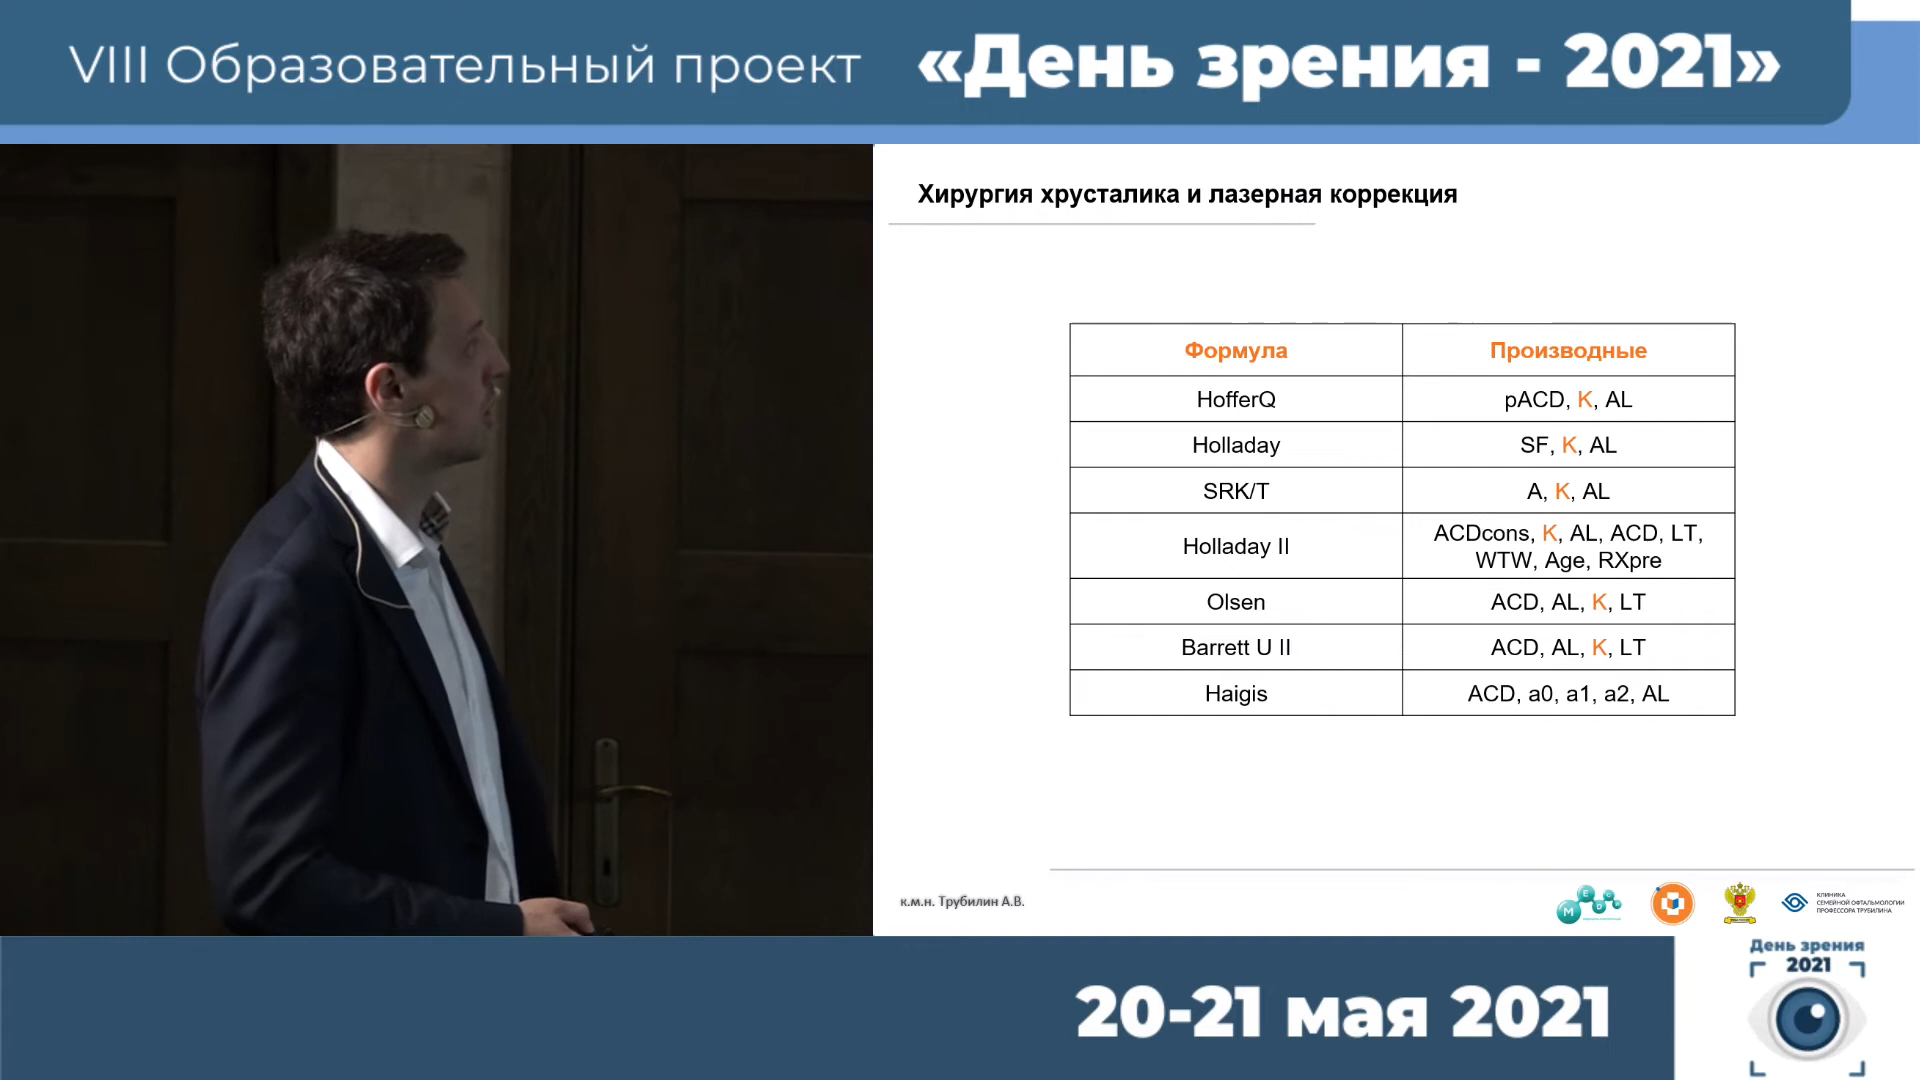 VIII Образовательный проект «День зрения - 2021»
Хирургия хрусталика и лазерная коррекция
Формула Производные
HofferQ pACD, K, AL
Holladay SF, K, AL
SRK/T A, K, AL
Holladay II ACDcons, K, AL, ACD, LT,
WTW, Age, RXpre
Olsen ACD, AL, K, LT
Barrett U II ACD, AL, K, LT
Haigis ACD, a0, a1, a2, AL
к.м.н. Трубилин А.В.
КЛИНИКА
СЕМЕЙНОЙ ОФТАЛЬМОЛОГИИ
ПРОФЕССОРА ТРУБИЛИНА
20-21 мая 2021
День зрения
2021